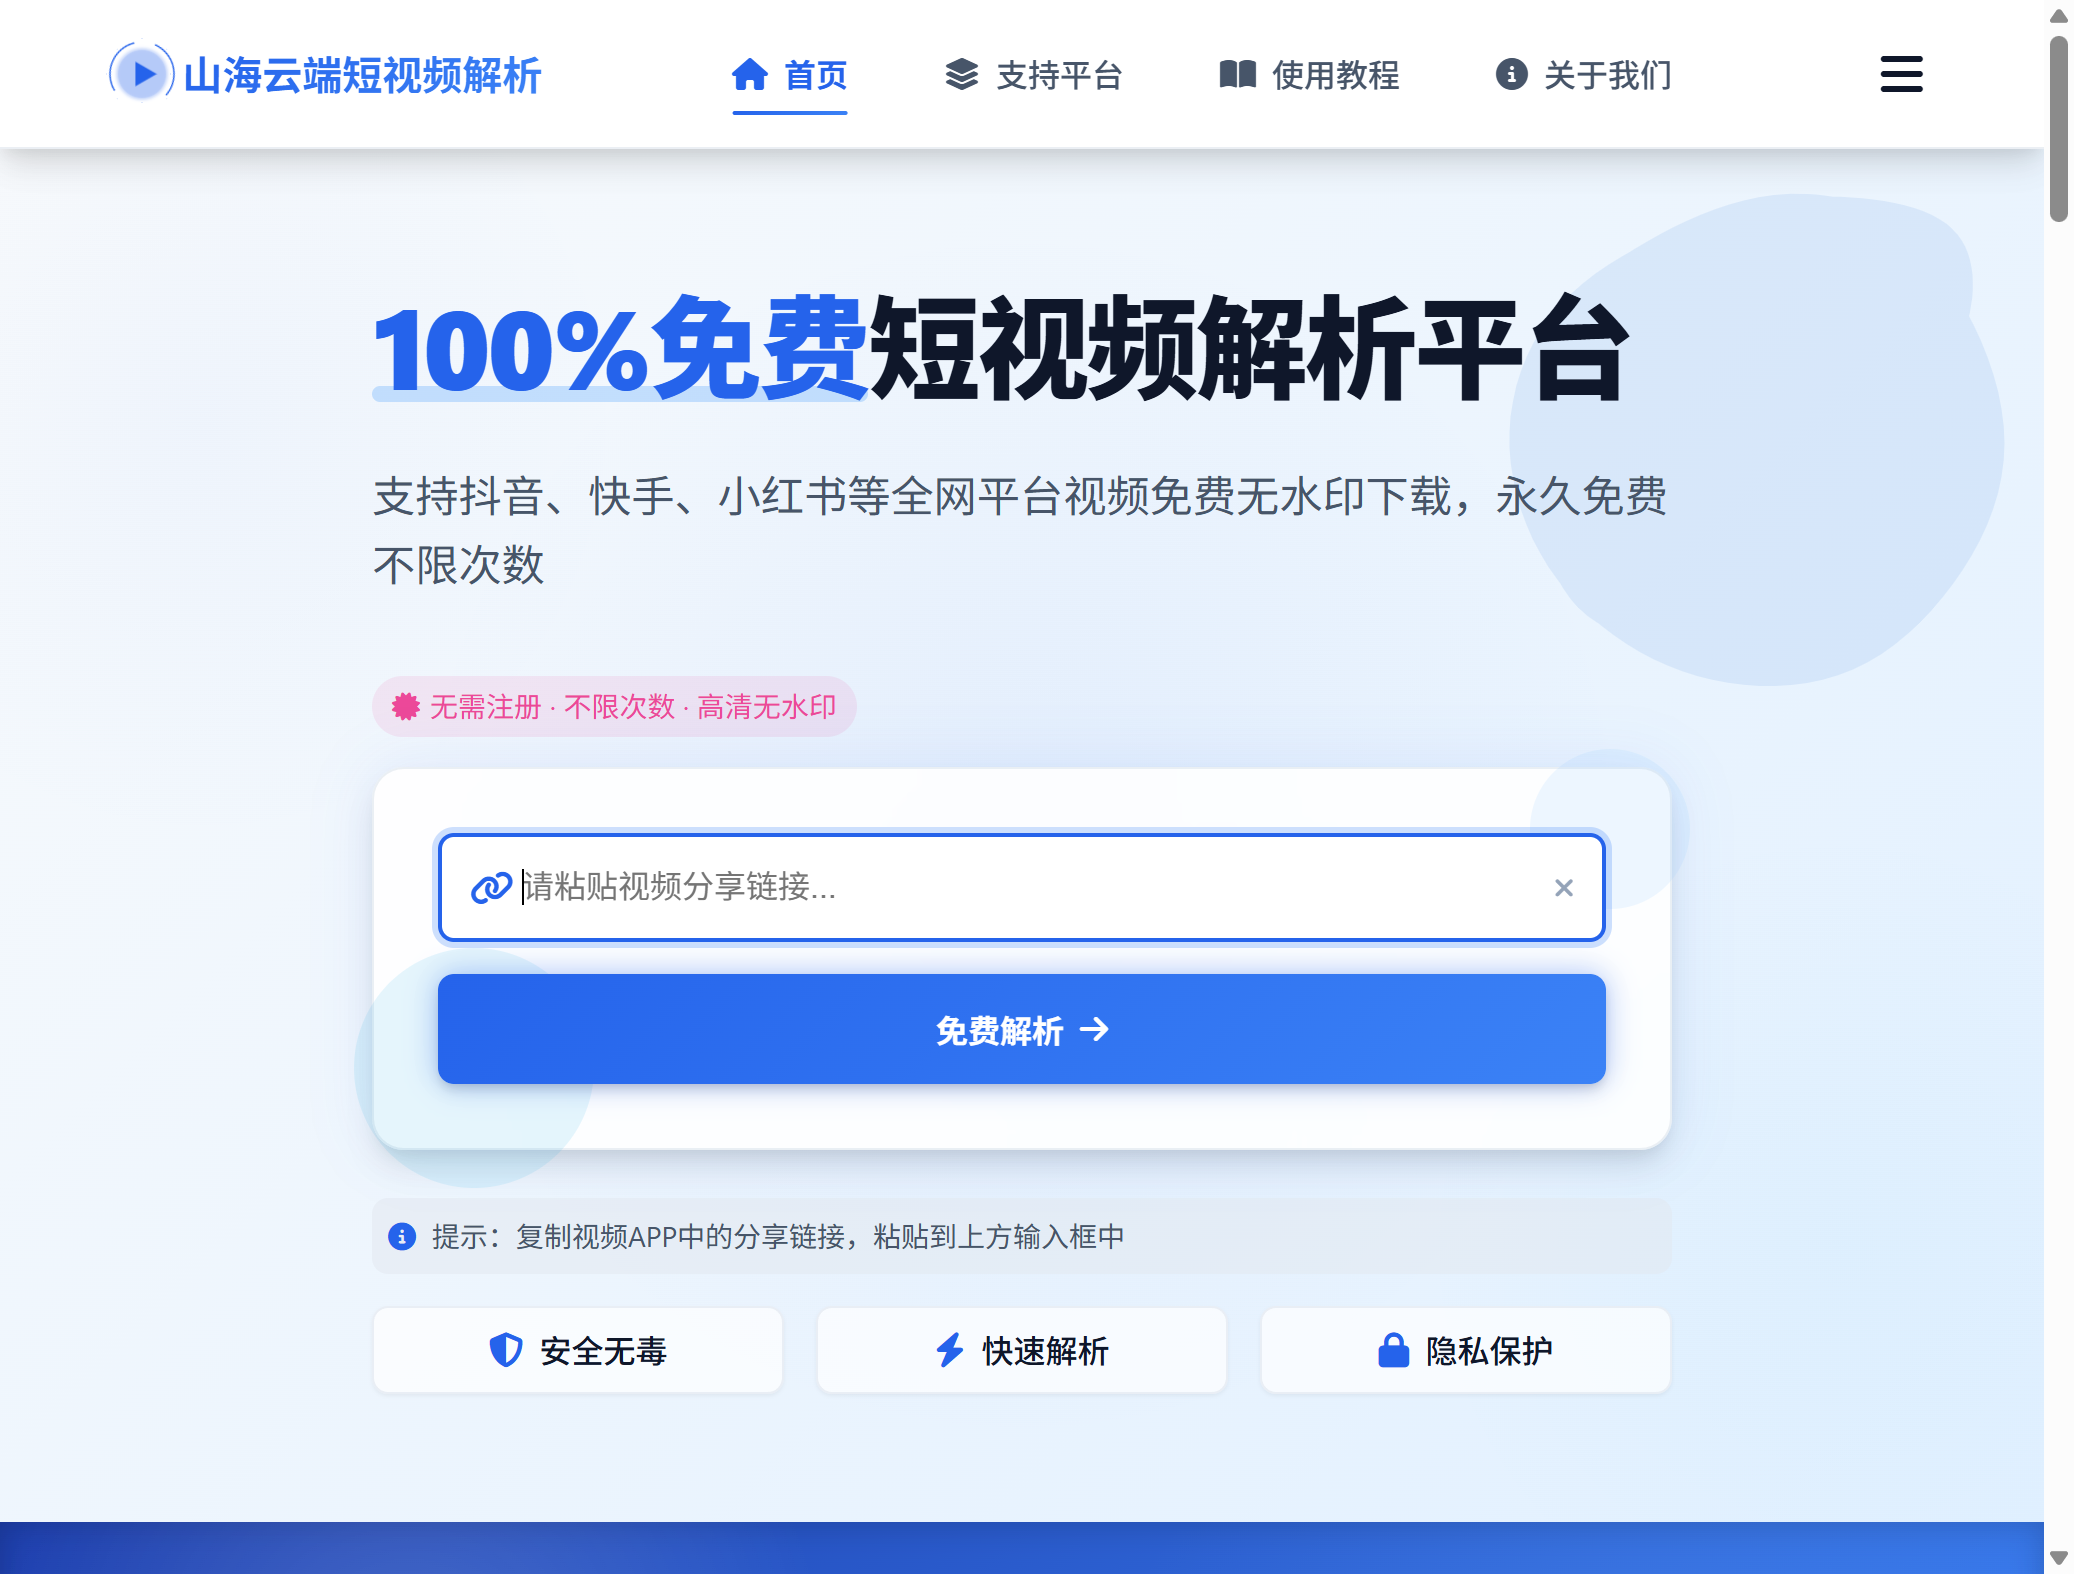 山海云端短视频解析
首页
支持平台
使用教程
关于我们
100%免费短视频解析平台
支持抖音、快手、小红书等全网平台视频免费无水印下载，永久免费
不限次数
无需注册 · 不限次数 · 高清无水印
请粘贴视频分享链接...
免费解析
提示：复制视频APP中的分享链接，粘贴到上方输入框中
安全无毒
快速解析
隐私保护